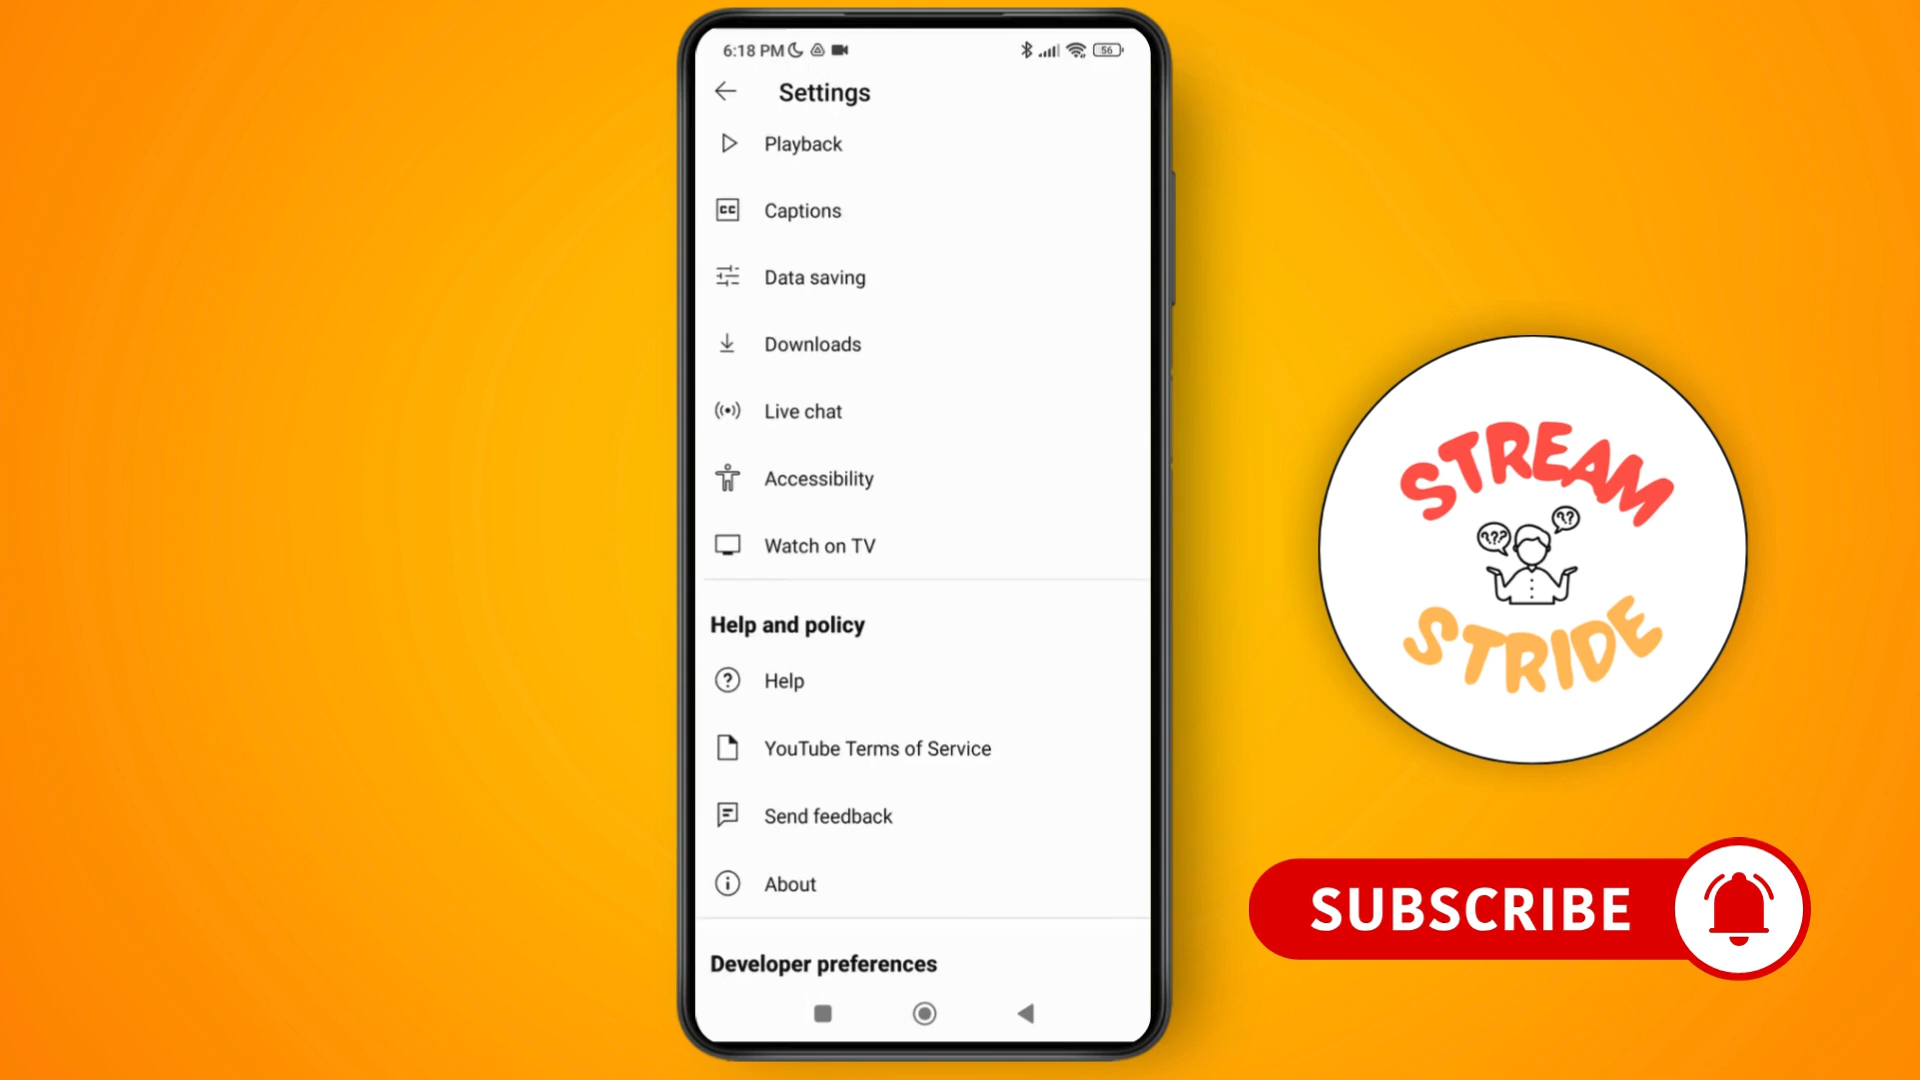 6:18 PM
56
Settings
Playback
CC
Captions
Data saving
Downloads
Live chat
Accessibility
Watch on TV
Help and policy
?
Help
YouTube Terms of Service
Send feedback
About
Developer preferences
STREAM
???
??
STRIDE
SUBSCRIBE